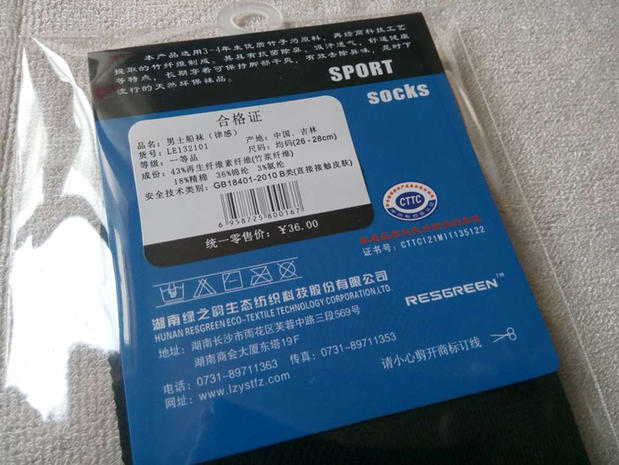 本产品选用3-4年生优质竹子为原料，再经高科技工艺
提取的竹纤维制成，其具有抗菌除臭、吸汗透气、舒适健康
等特点，长期穿着可保持脚部干爽，有效去除异味，是时下
流行的天然环保袜品。
SPORT
socks
合格证
品名：男士船袜（律感）
货号：LE132101 产地：中国．吉林
等级：一等品 尺码：均码(26-28cm)
成份：43%再生纤维素纤维(竹浆纤维)
18%精棉 36%锦纶 3%氨纶
安全技术类别：GB18401-2010 B类(直接接触皮肤)
6 958725 800167
统一零售价：￥36.00
CTTC
证书号：CTTC121M11135122
湖南绿之韵生态纺织科技股份有限公司
HUNAN RESGREEN ECO-TEXTILE TECHNOLOGY CORPORATION.LTD.
RESGREEN™
地址：湖南长沙市雨花区芙蓉中路三段569号
湖南商会大厦东塔19F
电话：0731-89711363 传真：0731-89711353
www.lzystfz.com
请小心剪开商标订线